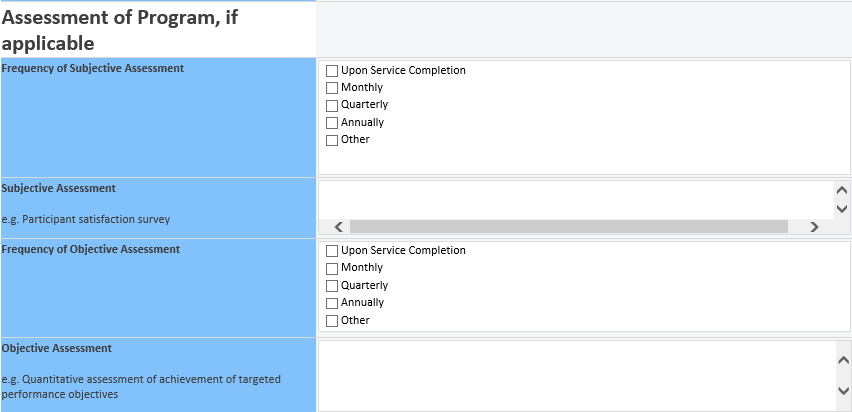 Assessment of Program, if
applicable
Frequency of Subjective Assessment
Upon Service Completion
Monthly
Quarterly
Annually
Other
Subjective Assessment
e.g. Participant satisfaction survey
Frequency of Objective Assessment
Upon Service Completion
Monthly
Quarterly
Annually
Other
Objective Assessment
e.g. Quantitative assessment of achievement of targeted
performance objectives